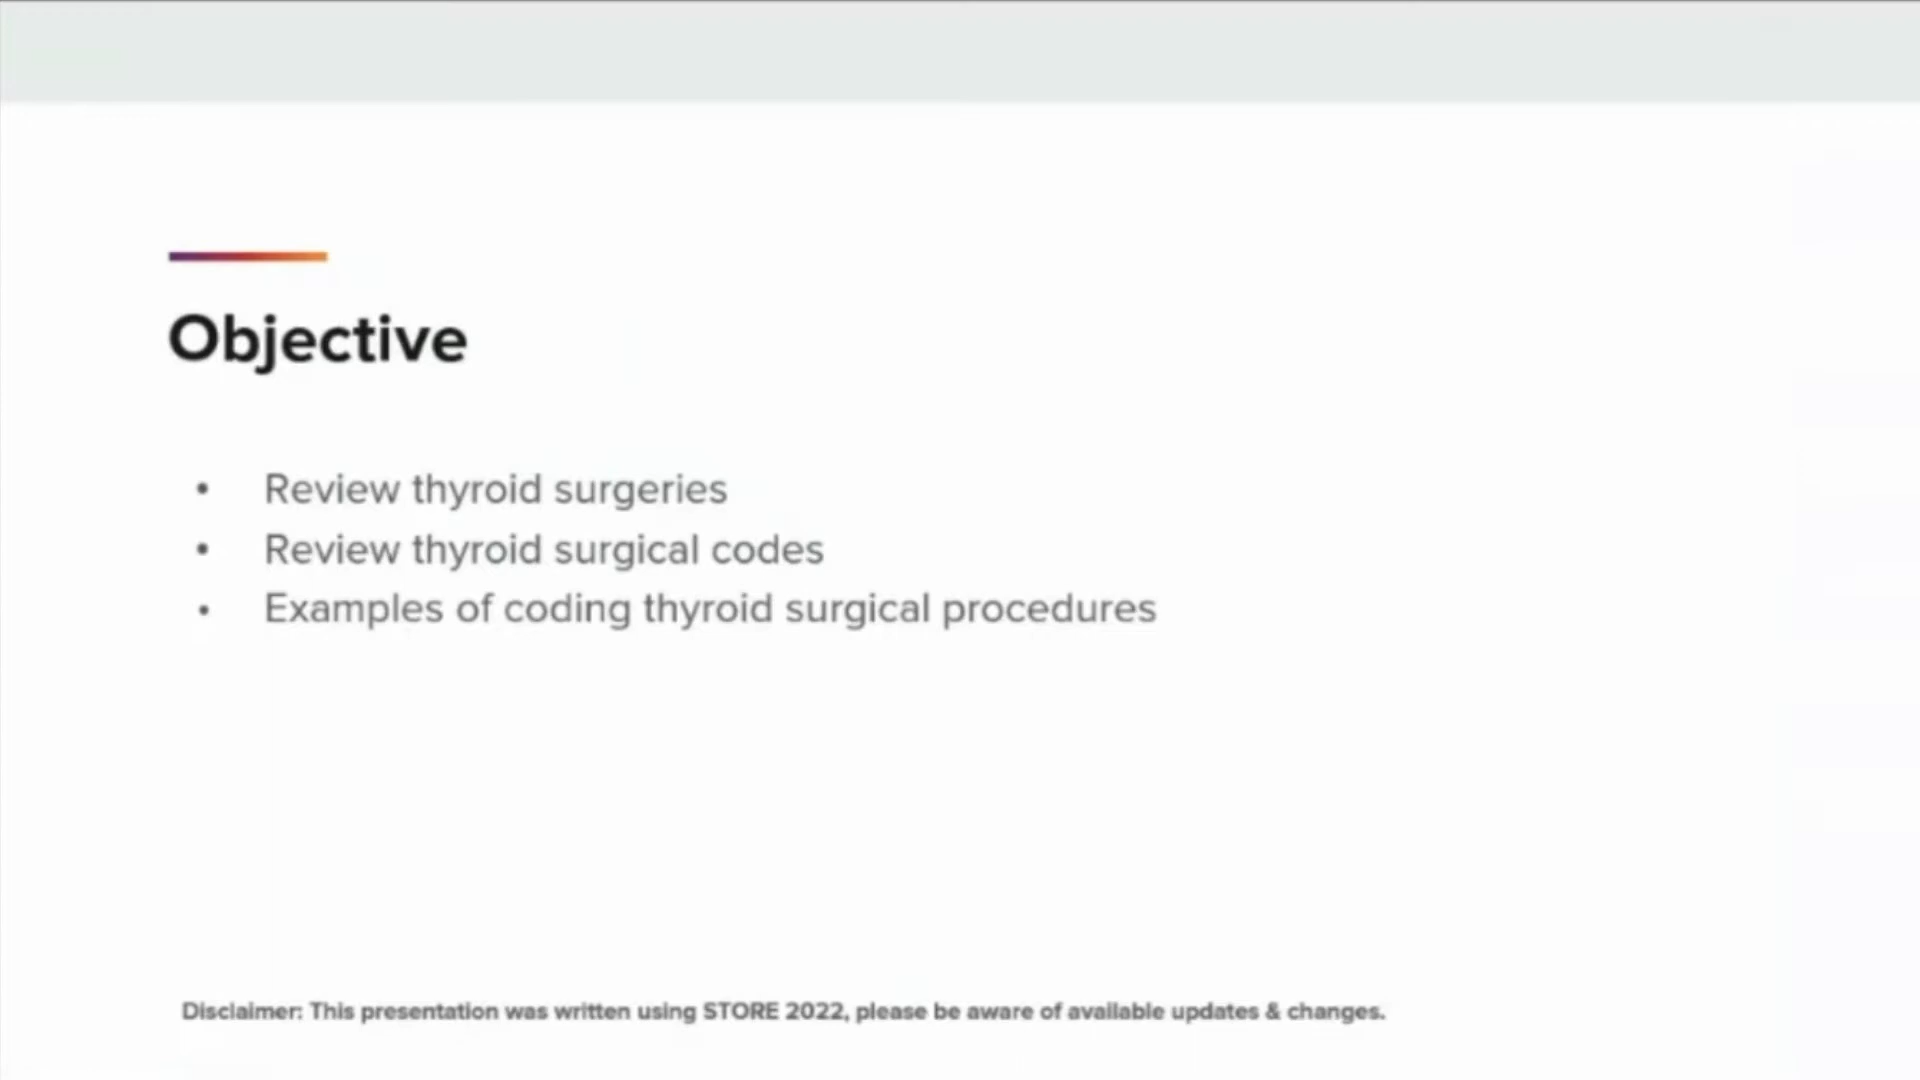 Objective
• Review thyroid surgeries
• Review thyroid surgical codes
• Examples of coding thyroid surgical procedures
Disclaimer: This presentation was written using STORE 2022, please be aware of available updates & changes.